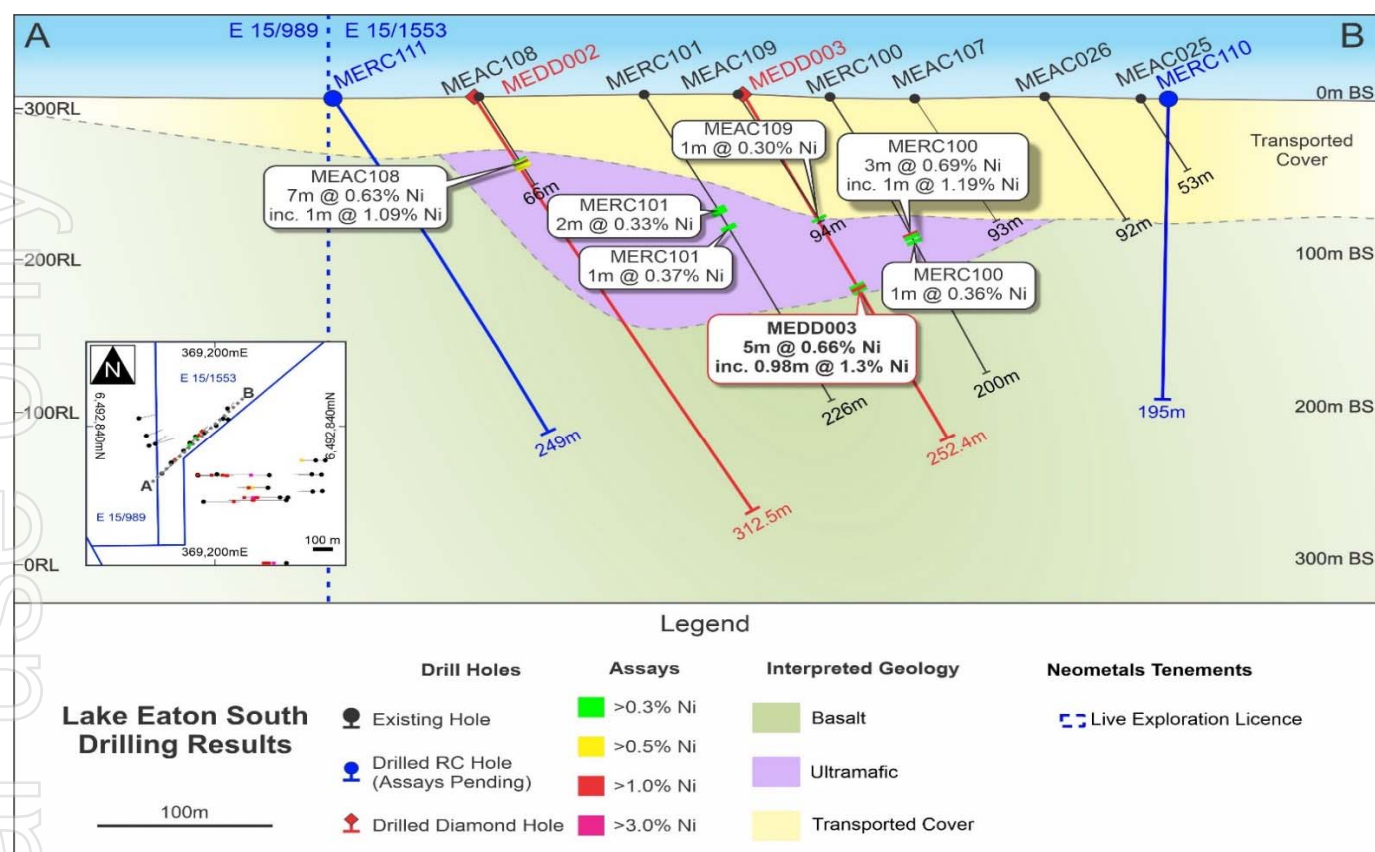 A
E 15/989
E 15/1553
B
MERC111
MEAC108
MEDD002
MERC101
MEAC109
MEDD003
MERC100
MEAC107
MEAC026
MEAC025
MERC110
300RL
0m BS
Transported
Cover
MEAC109
1m @ 0.30% Ni
MERC100
3m @ 0.69% Ni
inc. 1m @ 1.19% Ni
MEAC108
7m @ 0.63% Ni
inc. 1m @ 1.09% Ni
66m
MERC101
2m @ 0.33% Ni
MERC101
1m @ 0.37% Ni
94m
93m
92m
53m
200RL
100m BS
MERC100
1m @ 0.36% Ni
MEDD003
5m @ 0.66% Ni
inc. 0.98m @ 1.3% Ni
200m
226m
100RL
200m BS
249m
252.4m
195m
312.5m
0RL
300m BS
N
369,200mE
E 15/1553
B
6,492,840mN
6,492,840mN
A
E 15/989
369,200mE
100 m
Legend
Lake Eaton South
Drilling Results
100m
Drill Holes
Existing Hole
Drilled RC Hole
(Assays Pending)
Drilled Diamond Hole
Assays
>0.3% Ni
>0.5% Ni
>1.0% Ni
>3.0% Ni
Interpreted Geology
Basalt
Ultramafic
Transported Cover
Neometals Tenements
Live Exploration Licence